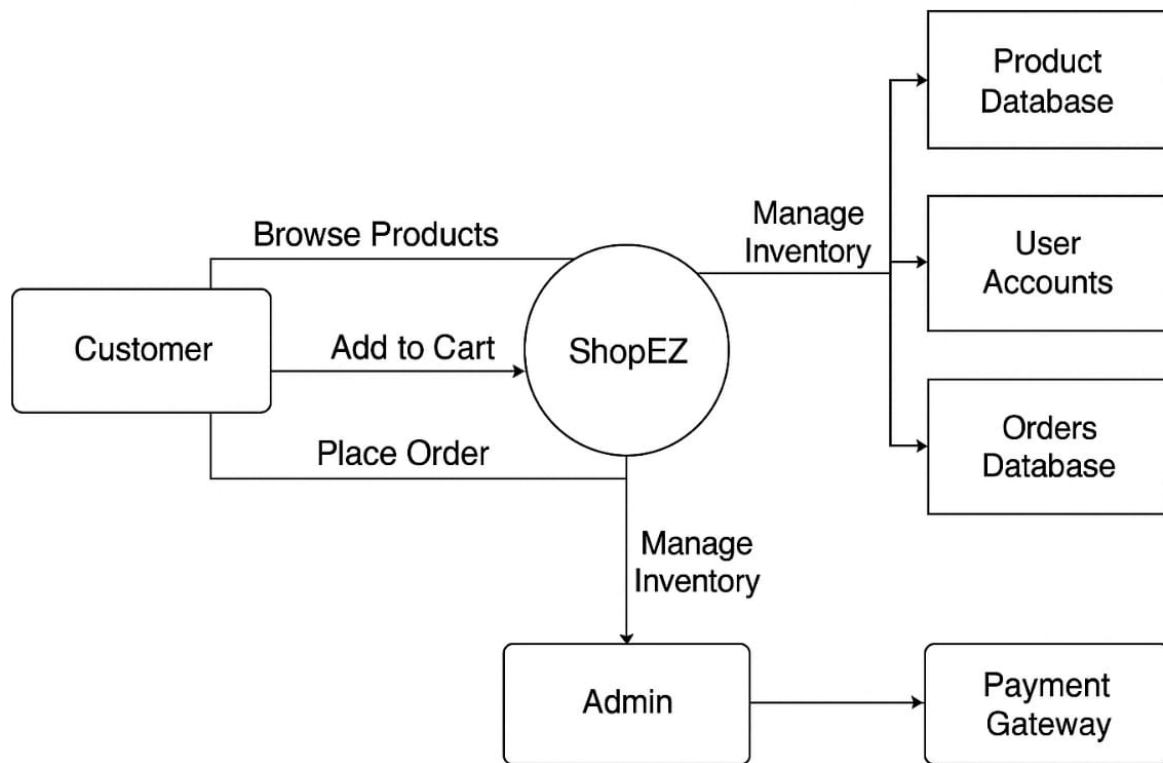 Product
Database
Browse Products
Manage
Inventory
User
Accounts
Customer
Add to Cart
ShopEZ
Place Order
Orders
Database
Manage
Inventory
Admin
Payment
Gateway